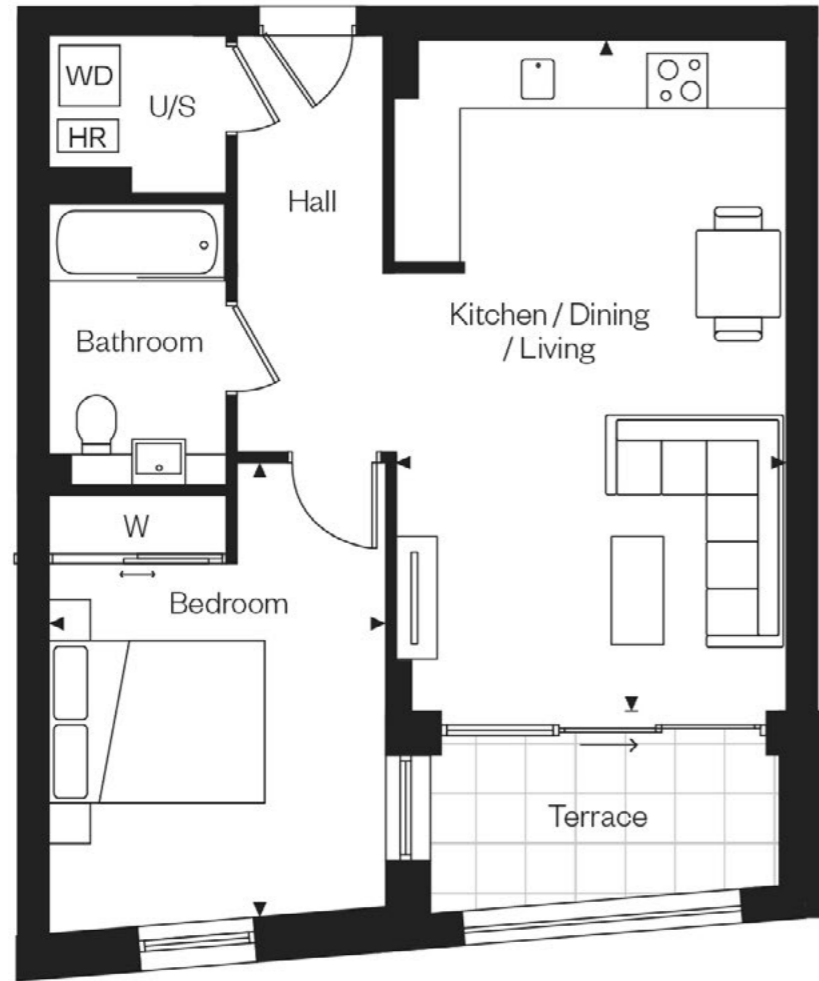 WD
U/S
HR
Hall
Kitchen / Dining
/ Living
Bathroom
W
Bedroom
Terrace